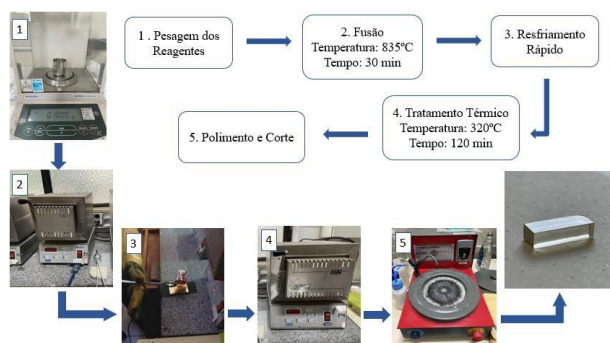 1
1 . Pesagem dos
Reagentes
2. Fusão
Temperatura: 835ºC
Tempo: 30 min
3. Resfriamento
Rápido
4. Tratamento Térmico
Temperatura: 320ºC
Tempo: 120 min
5. Polimento e Corte
2
3
4
5